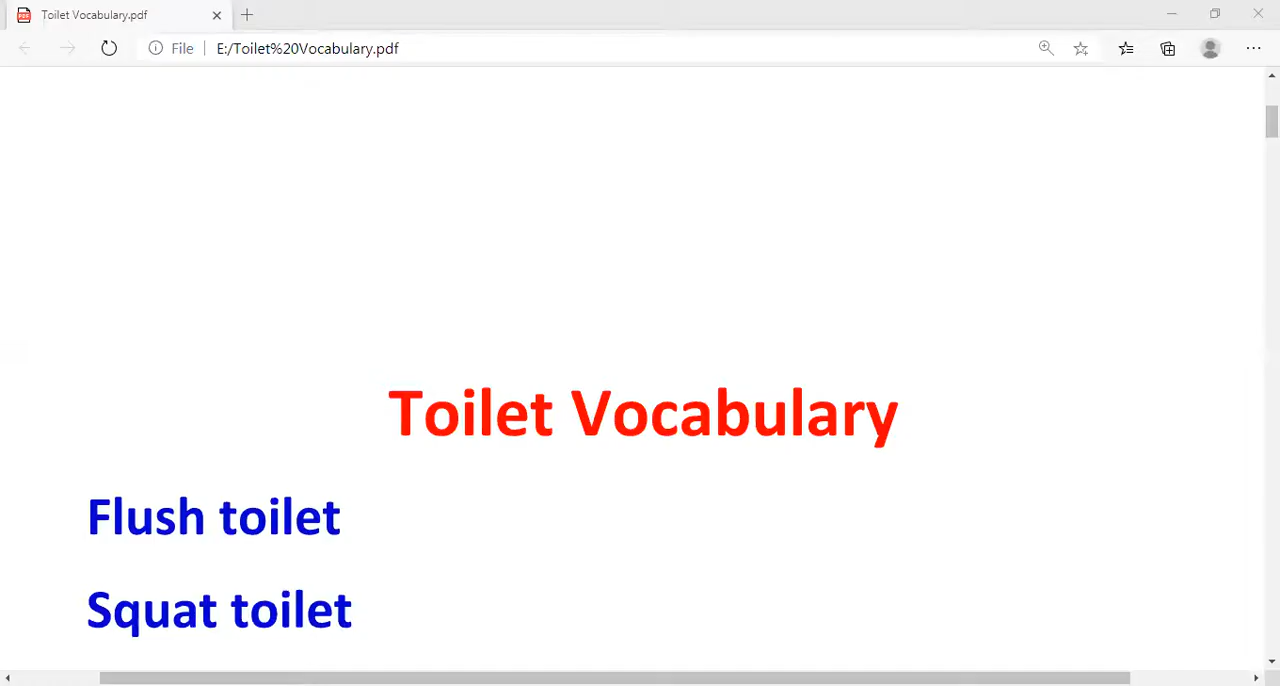 Toilet Vocabulary.pdf
File E:/Toilet%20Vocabulary.pdf
Toilet Vocabulary
Flush toilet
Squat toilet